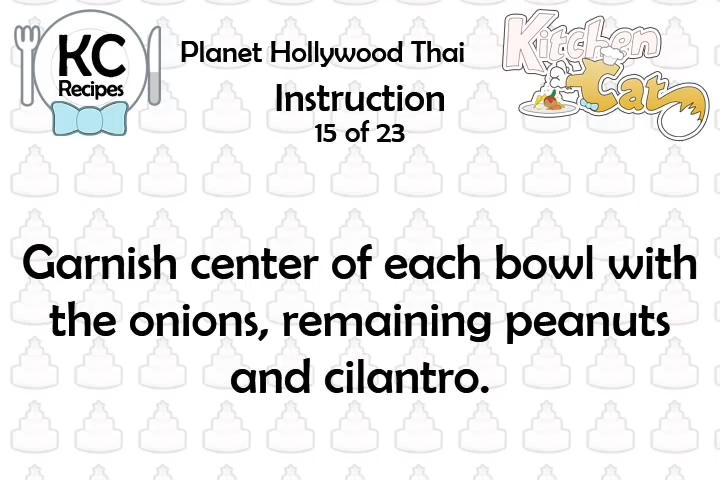 KC
Recipes
Planet Hollywood Thai
Instruction
15 of 23
Kitchen
Cat
Garnish center of each bowl with
the onions, remaining peanuts
and cilantro.